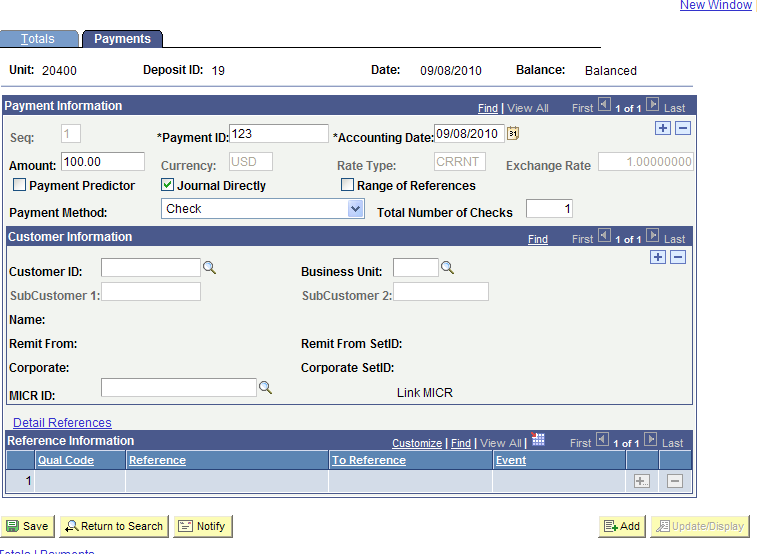 New Window
Totals Payments
Unit: 20400 Deposit ID: 19 Date: 09/08/2010 Balance: Balanced
Payment Information Find | View All First 1 of 1 Last
Seq: 1 *Payment ID: 123 *Accounting Date: 09/08/2010 31
Amount: 100.00 Currency: USD Rate Type: CRRNT Exchange Rate 1.00000000
Payment Predictor Journal Directly Range of References
Payment Method: Check Total Number of Checks 1
Customer Information Find First 1 of 1 Last
Customer ID: Business Unit:
SubCustomer 1: SubCustomer 2:
Name:
Remit From: Remit From SetID:
Corporate: Corporate SetID:
MICR ID: Link MICR
Detail References
Reference Information Customize | Find | View All | First 1 of 1 Last
Qual Code Reference To Reference Event
1
Save Return to Search Notify Add Update/Display
Totals | Payments